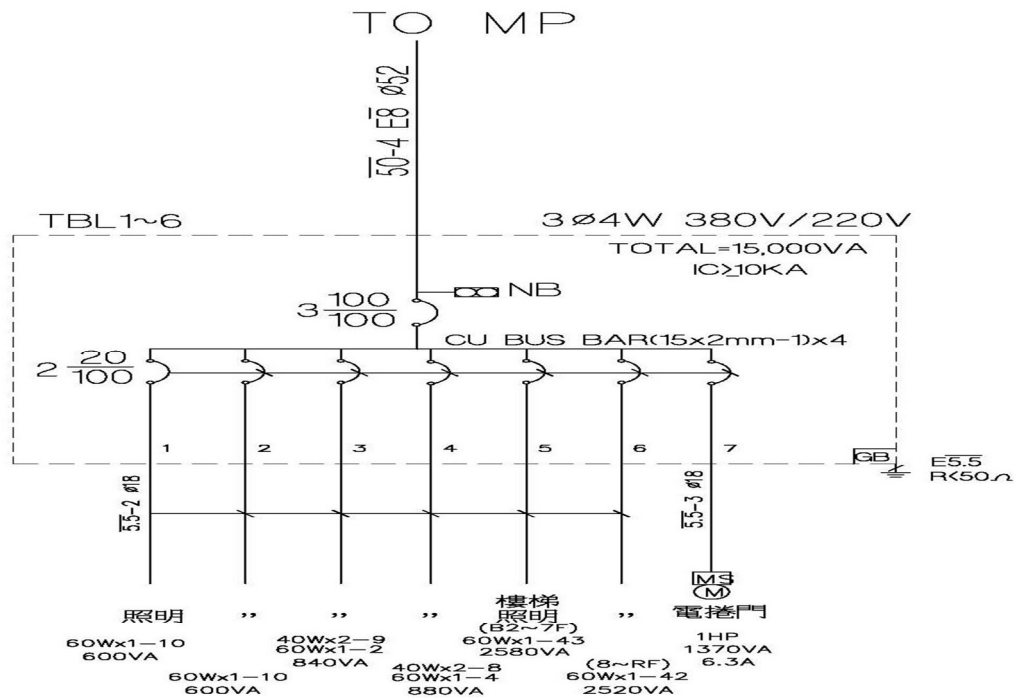 TO MP
50-4 E8 ø52
TBL1~6
3ø4W 380V/220V
TOTAL=15,000VA
IC≥10KA
NB
3 100/100
CU BUS BAR(15x2mm-1)x4
2 20/100
1 2 3 4 5 6 7
GB
E5.5
R<50Ω
5.5-2 ø18
5.5-3 ø18
MS
M
照明
60Wx1-10
600VA
”
60Wx1-10
600VA
”
40Wx2-9
60Wx1-2
840VA
”
40Wx2-8
60Wx1-4
880VA
樓梯
照明
(B2~7F)
60Wx1-43
2580VA
”
(8~RF)
60Wx1-42
2520VA
電捲門
1HP
1370VA
6.3A